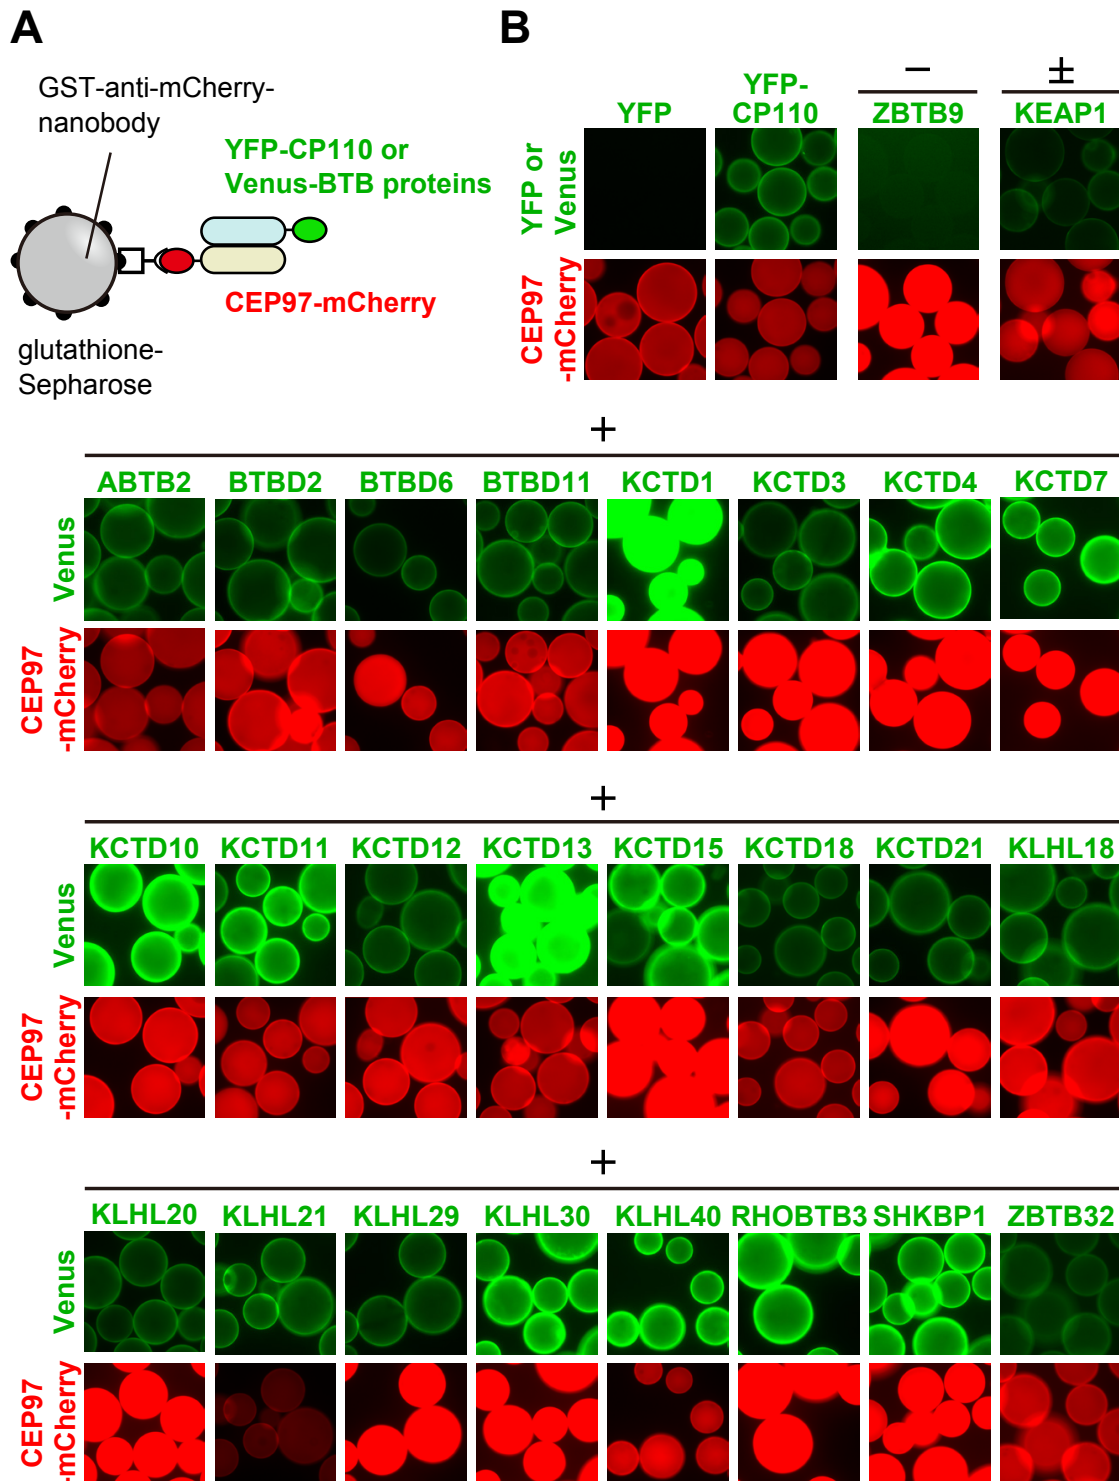 A
GST-anti-mCherry-
nanobody
YFP-CP110 or
Venus-BTB proteins
CEP97-mCherry
glutathione-
Sepharose
B
− ±
YFP YFP-
CP110 ZBTB9 KEAP1
YFP or
Venus
CEP97
-mCherry
+
ABTB2 BTBD2 BTBD6 BTBD11 KCTD1 KCTD3 KCTD4 KCTD7
Venus
CEP97
-mCherry
+
KCTD10 KCTD11 KCTD12 KCTD13 KCTD15 KCTD18 KCTD21 KLHL18
Venus
CEP97
-mCherry
+
KLHL20 KLHL21 KLHL29 KLHL30 KLHL40 RHOBTB3 SHKBP1 ZBTB32
Venus
CEP97
-mCherry